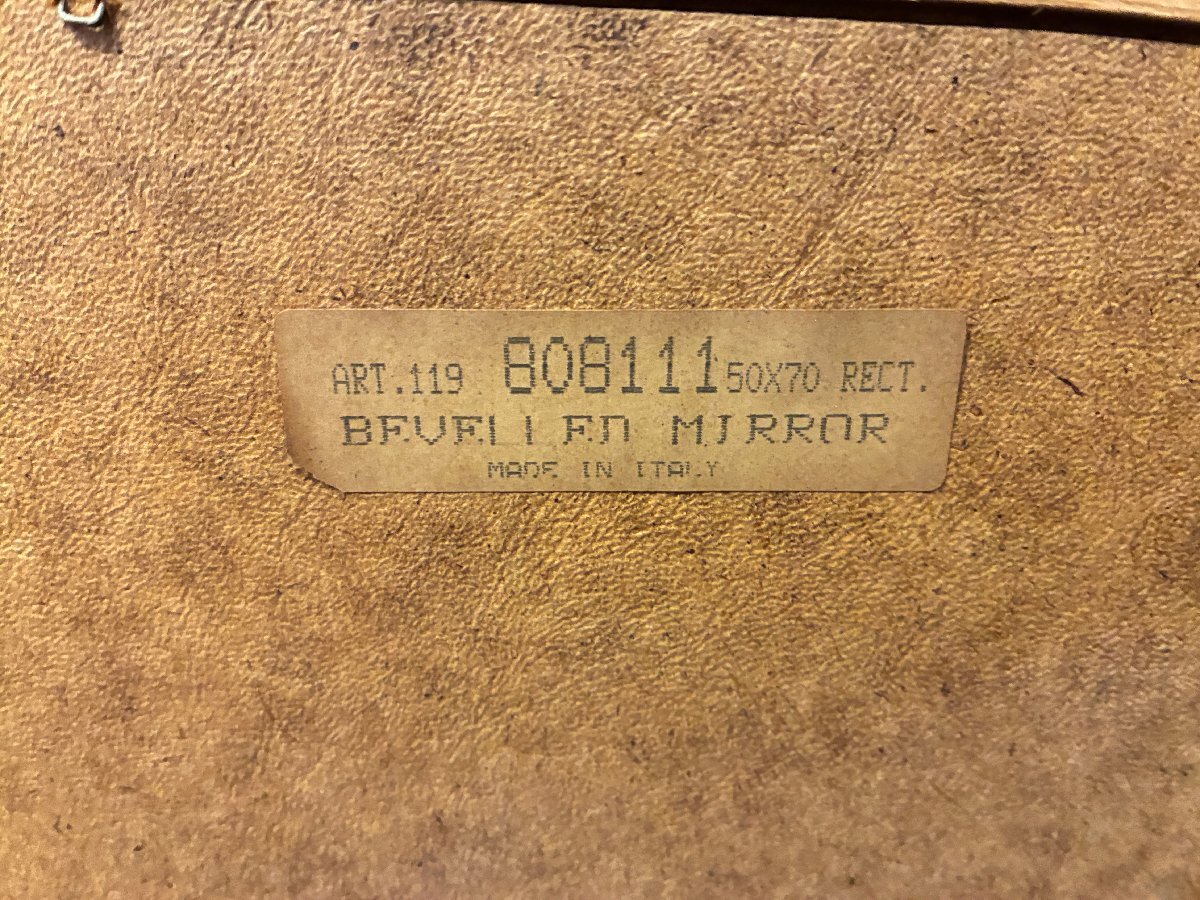 ART.119 808111 50X70 RECT.
BEVELLED MIRROR
MADE IN ITALY